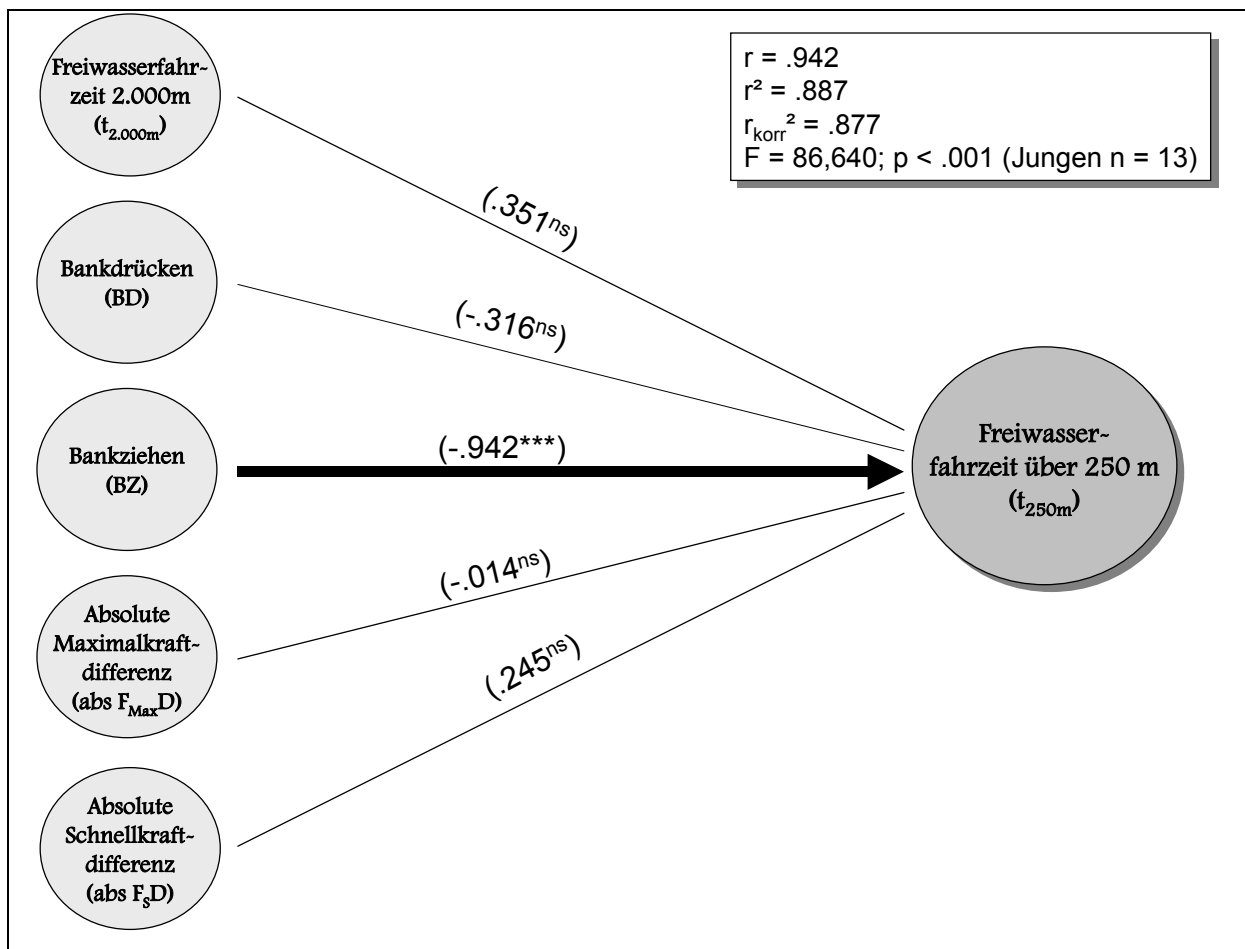 Freiwasserfahr-
zeit 2.000m
(t2.000m)
r = .942
r² = .887
rkorr² = .877
F = 86,640; p < .001 (Jungen n = 13)
(.351ns)
Bankdrücken
(BD)
(-.316ns)
Bankziehen
(BZ)
(-.942***)
Freiwasser-
fahrzeit über 250 m
(t250m)
Absolute
Maximalkraft-
differenz
(abs FMaxD)
(-.014ns)
Absolute
Schnellkraft-
differenz
(abs FSD)
(.245ns)